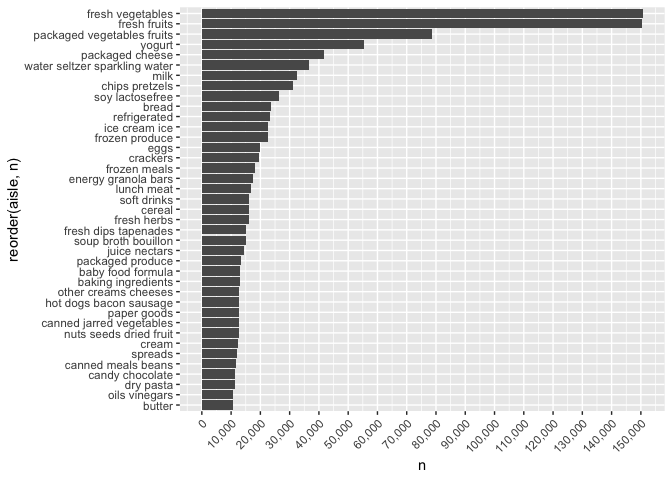 fresh vegetables
fresh fruits
packaged vegetables fruits
yogurt
packaged cheese
water seltzer sparkling water
milk
chips pretzels
soy lactosefree
bread
refrigerated
ice cream ice
frozen produce
eggs
crackers
frozen meals
energy granola bars
lunch meat
soft drinks
cereal
fresh herbs
fresh dips tapenades
soup broth bouillon
juice nectars
packaged produce
baby food formula
baking ingredients
other creams cheeses
hot dogs bacon sausage
paper goods
canned jarred vegetables
nuts seeds dried fruit
cream
spreads
canned meals beans
candy chocolate
dry pasta
oils vinegars
butter
reorder(aisle, n)
0
10,000
20,000
30,000
40,000
50,000
60,000
70,000
80,000
90,000
100,000
110,000
120,000
130,000
140,000
150,000
n